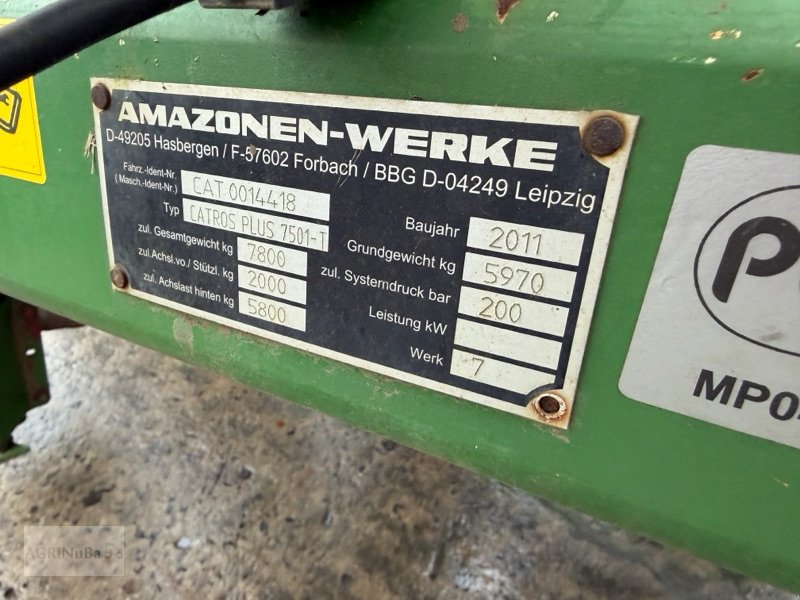 AMAZONEN-WERKE
D-49205 Hasbergen / F-57602 Forbach / BBG D-04249 Leipzig
Fahrz.-Ident-Nr.
(Masch.-Ident-Nr.)
CAT 0014418
Typ CATROS PLUS 7501-T
zul. Gesamtgewicht kg 7800
zul.Achsl.vo./ Stützl. kg 2000
zul. Achslast hinten kg 5800
Baujahr 2011
Grundgewicht kg 5970
zul. Systemdruck bar 200
Leistung kW
Werk 7
MP0
AGRINuBa